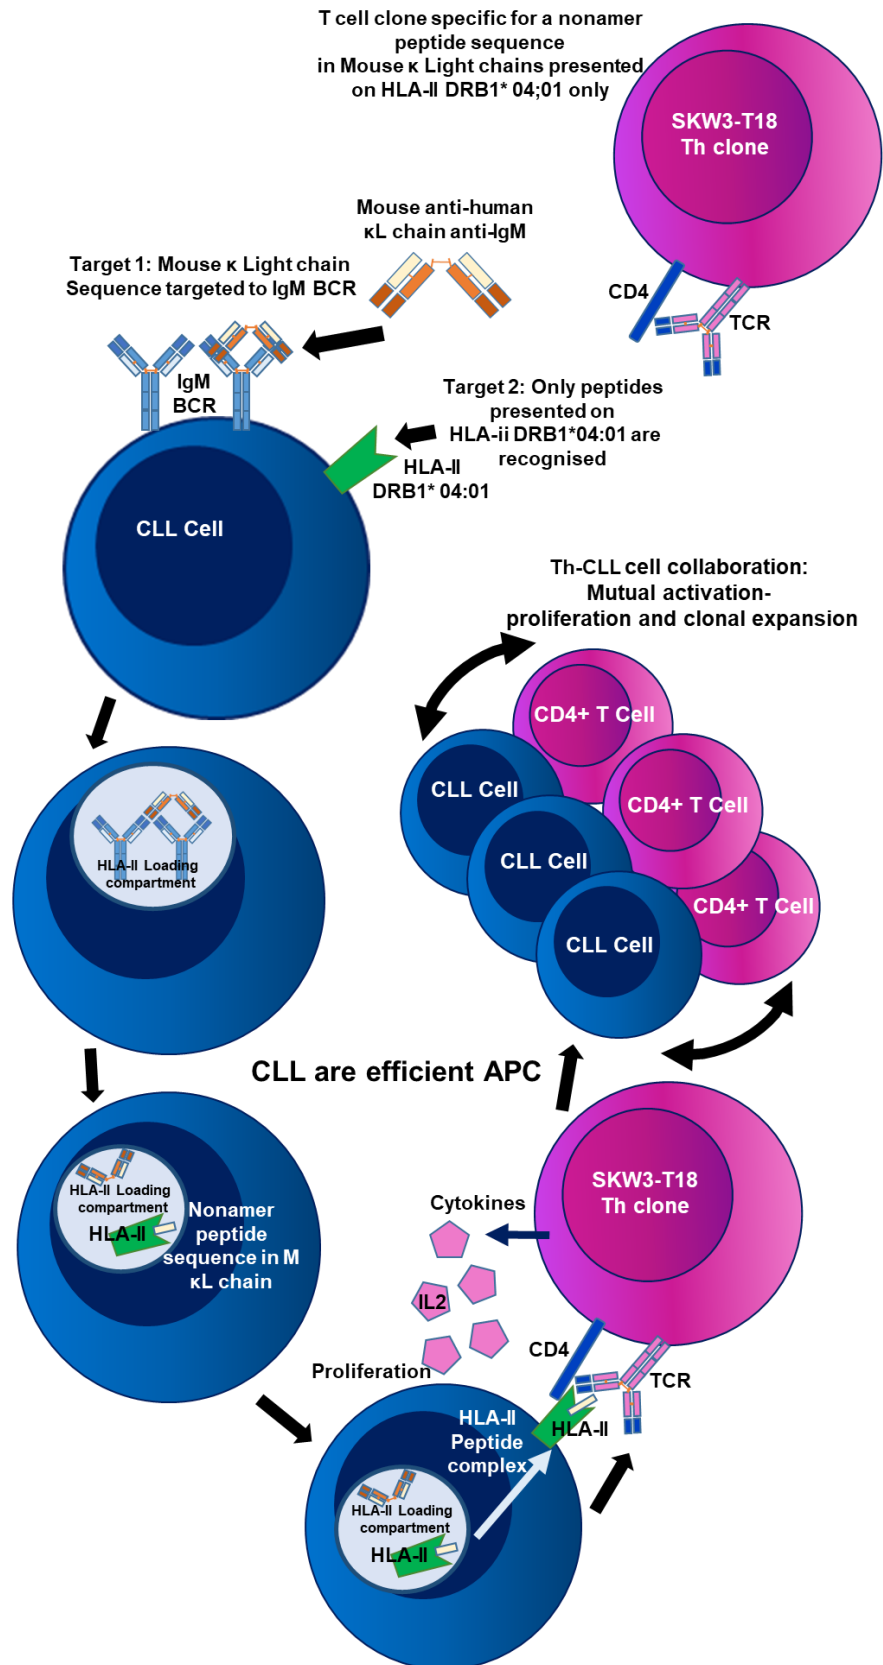 T cell clone specific for a nonamer
peptide sequence
in Mouse κ Light chains presented
on HLA-II DRB1* 04;01 only
SKW3-T18
Th clone
Mouse anti-human
κL chain anti-IgM
Target 1: Mouse κ Light chain
Sequence targeted to IgM BCR
CD4
TCR
IgM
BCR
Target 2: Only peptides
presented on
HLA-ii DRB1*04:01 are
recognised
HLA-II
DRB1* 04:01
CLL Cell
Th-CLL cell collaboration:
Mutual activation-
proliferation and clonal expansion
CD4+ T Cell
CLL Cell
CD4+ T Cell
CLL Cell
CD4+ T Cell
CLL Cell
HLA-II Loading
compartment
CLL are efficient APC
HLA-II Loading
compartment
HLA-II
Nonamer
peptide
sequence in M
κL chain
SKW3-T18
Th clone
Cytokines
IL2
CD4
TCR
Proliferation
HLA-II
HLA-II
Peptide
complex
HLA-II Loading
compartment
HLA-II